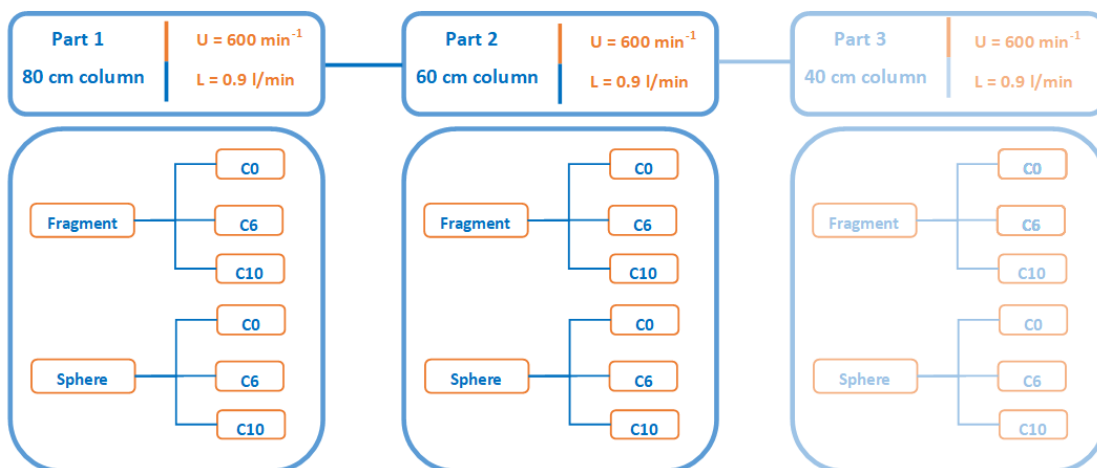 Part 1
80 cm column
U = 600 min⁻¹
L = 0.9 l/min
Part 2
60 cm column
U = 600 min⁻¹
L = 0.9 l/min
Part 3
40 cm column
U = 600 min⁻¹
L = 0.9 l/min
Fragment
C0
C6
C10
Sphere
C0
C6
C10
Fragment
C0
C6
C10
Sphere
C0
C6
C10
Fragment
C0
C6
C10
Sphere
C0
C6
C10